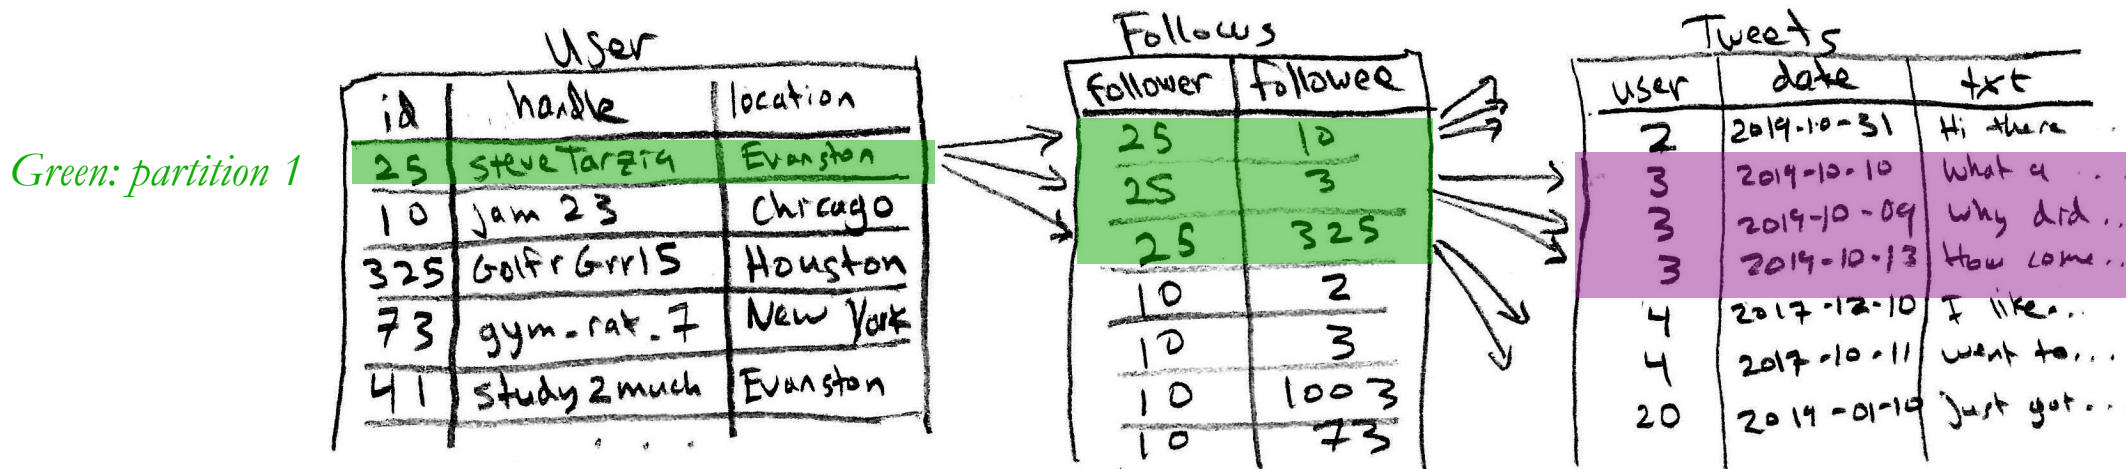 User
id handle location
25 steveTarzia Evanston
10 jam23 Chicago
325 GolfrGrrl5 Houston
73 gym-rat-7 New York
41 study2much Evanston
. . . .
Green: partition 1
Follows
follower followee
25 10
25 3
25 325
10 2
10 3
10 1003
10 73
Tweets
user date txt
2 2019-10-31 Hi there ..
3 2019-10-10 What a ...
3 2019-10-09 Why did ..
3 2019-10-13 How come ..
4 2017-12-10 I like...
4 2017-10-11 went to...
20 2019-01-10 Just got ..